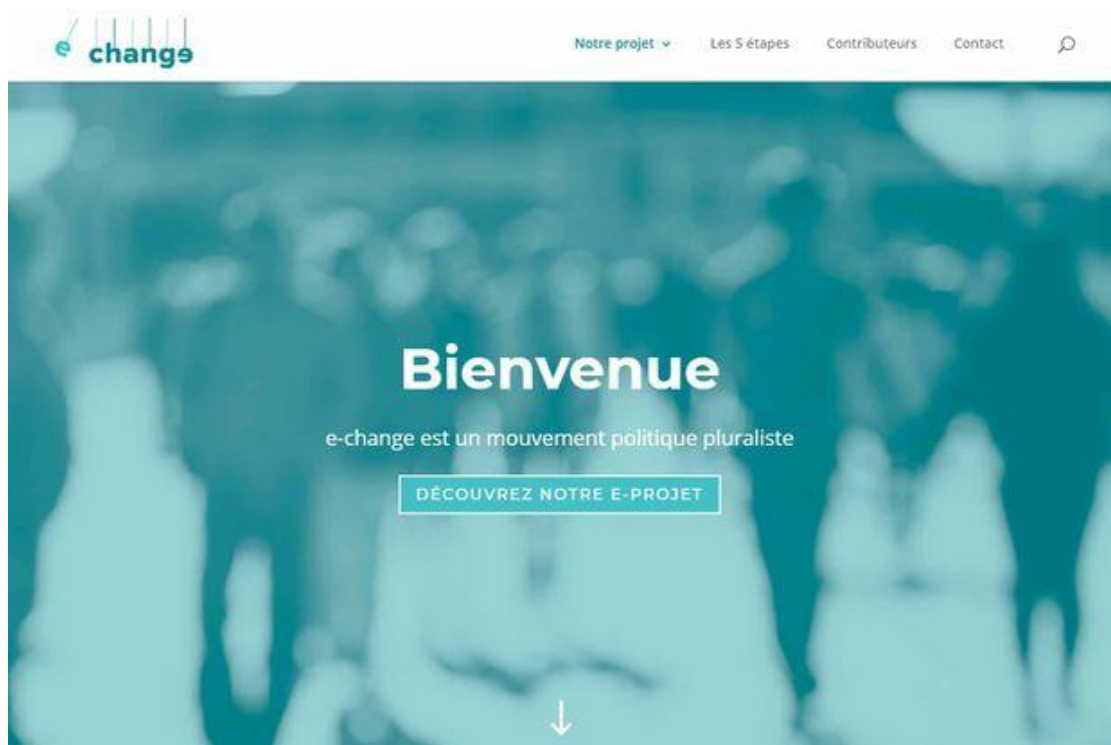 e change
Notre projet Les 5 étapes Contributeurs Contact
Bienvenue
e-change est un mouvement politique pluraliste
DÉCOUVREZ NOTRE E-PROJET